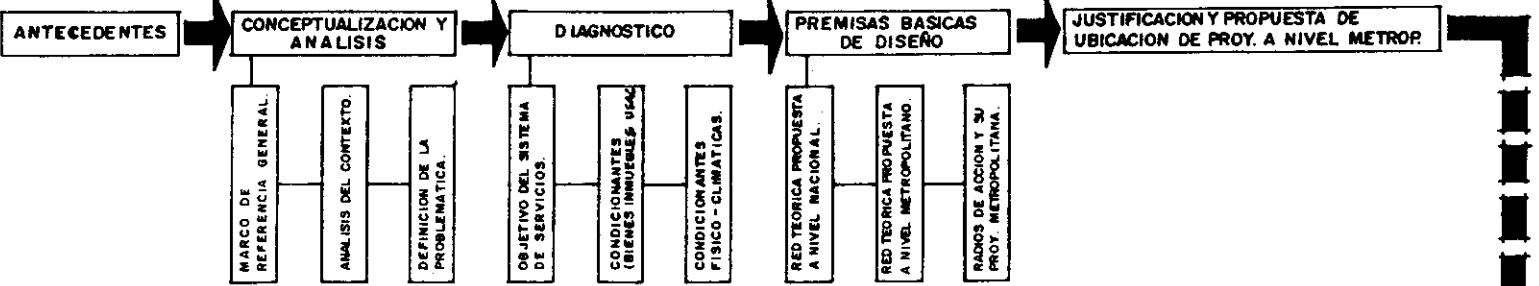 ANTECEDENTES
CONCEPTUALIZACION Y
ANALISIS
DIAGNOSTICO
PREMISAS BASICAS
DE DISEÑO
JUSTIFICACION Y PROPUESTA DE
UBICACION DE PROY. A NIVEL METROP.
MARCO DE
REFERENCIA GENERAL.
ANALISIS DEL CONTEXTO.
DEFINICION DE LA
PROBLEMATICA.
OBJETIVO DEL SISTEMA
DE SERVICIOS.
CONDICIONANTES
(BIENES INMUEBLES USAC
CONDICIONANTES
FISICO - CLIMATICAS.
RED TEORICA PROPUESTA
A NIVEL NACIONAL.
RED TEORICA PROPUESTA
A NIVEL METROPOLITANO.
RADIOS DE ACCION Y SU
PROY. METROPOLITANA.